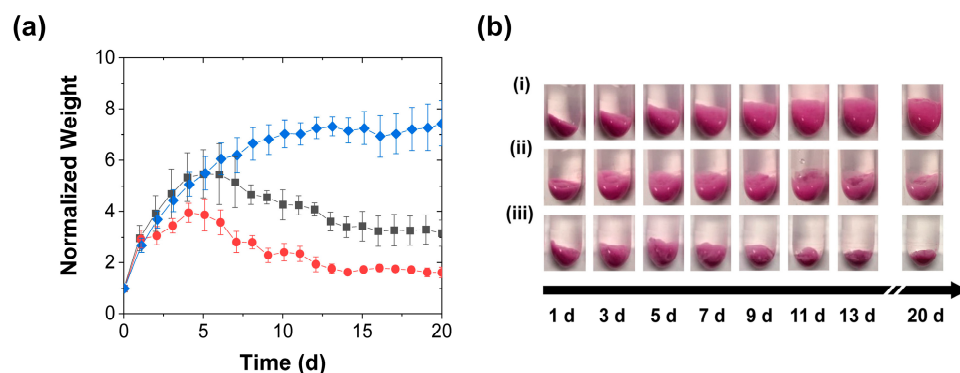 (a)
(b)
Normalized Weight
10
8
6
4
2
0
0
5
10
15
20
Time (d)
(i)
(ii)
(iii)
1 d
3 d
5 d
7 d
9 d
11 d
13 d
20 d